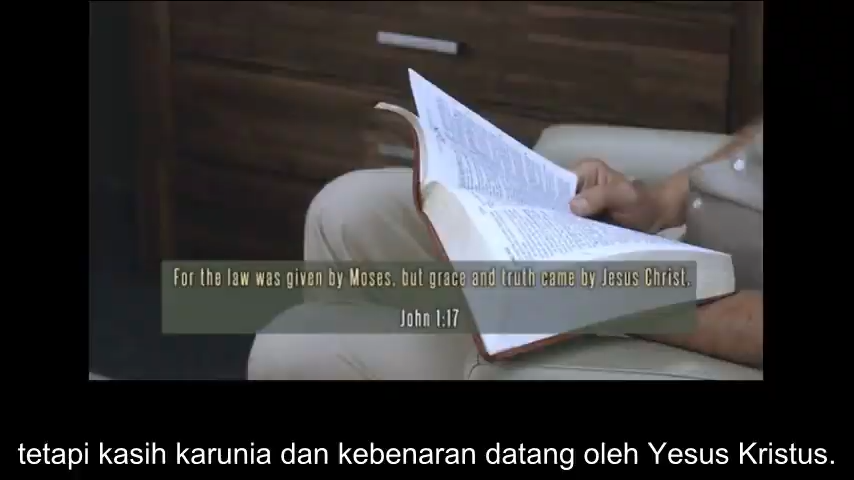 For the law was given by Moses, but grace and truth came by Jesus Christ.
John 1:17
tetapi kasih karunia dan kebenaran datang oleh Yesus Kristus.